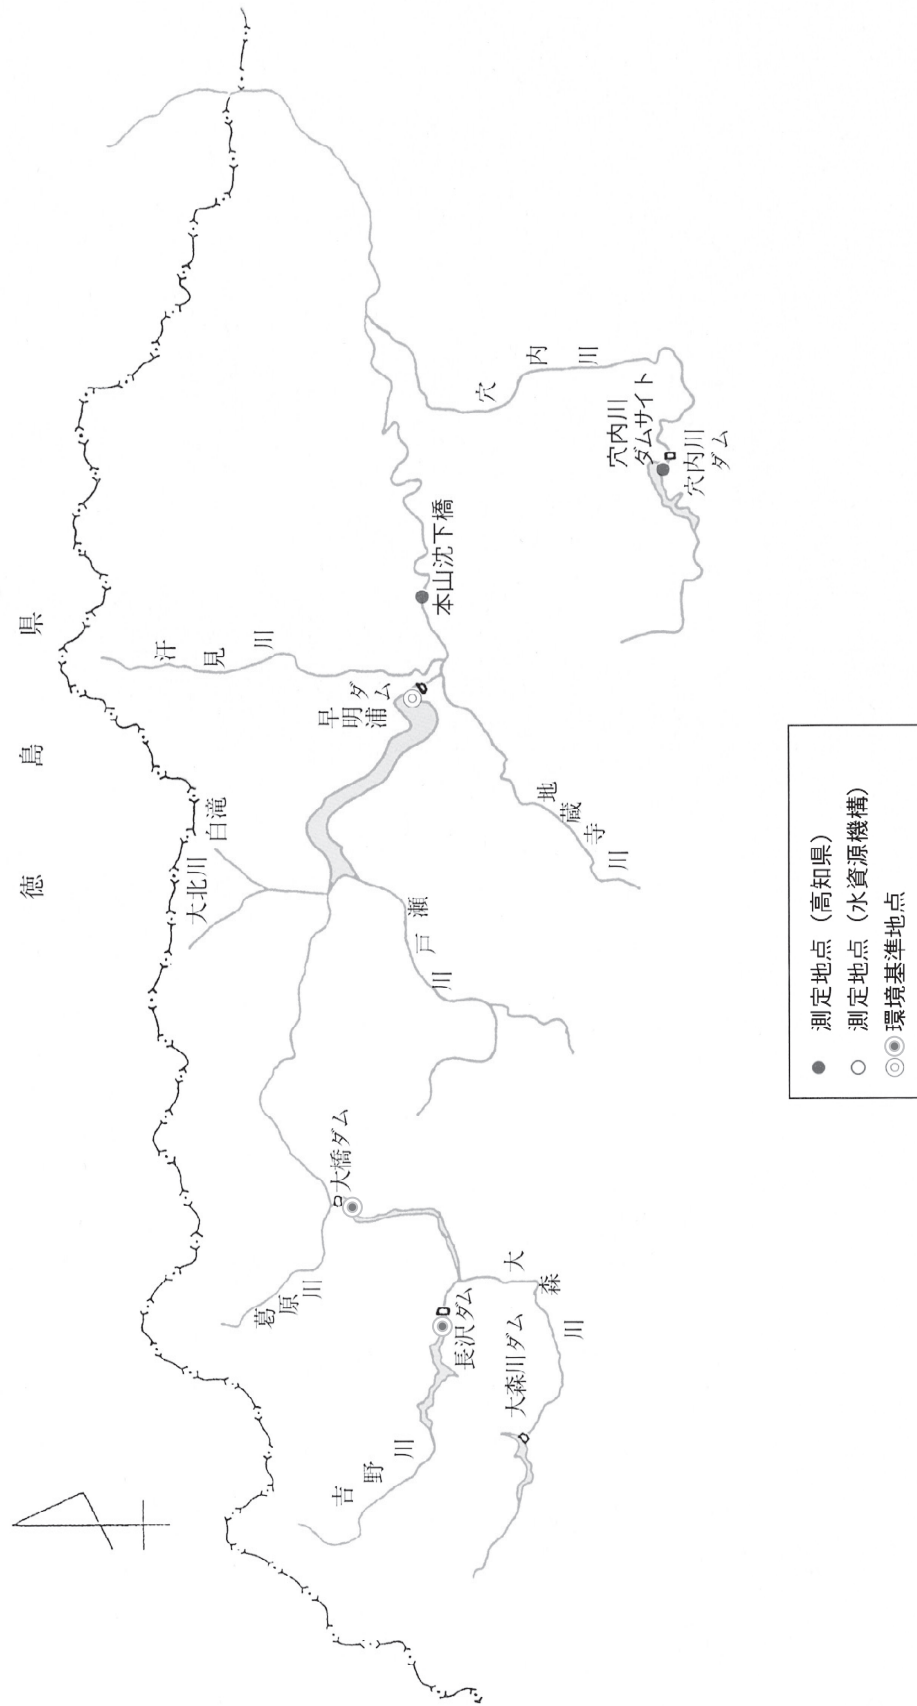 徳島県
白滝
大北川
汗見川
早明浦
ダム
本山沈下橋
穴内川
穴内川
ダムサイト
穴内川
ダム
地蔵寺川
瀬戸川
大橋ダム
葛原川
長沢ダム
大森川
大森川ダム
吉野川
測定地点（高知県）
測定地点（水資源機構）
環境基準地点